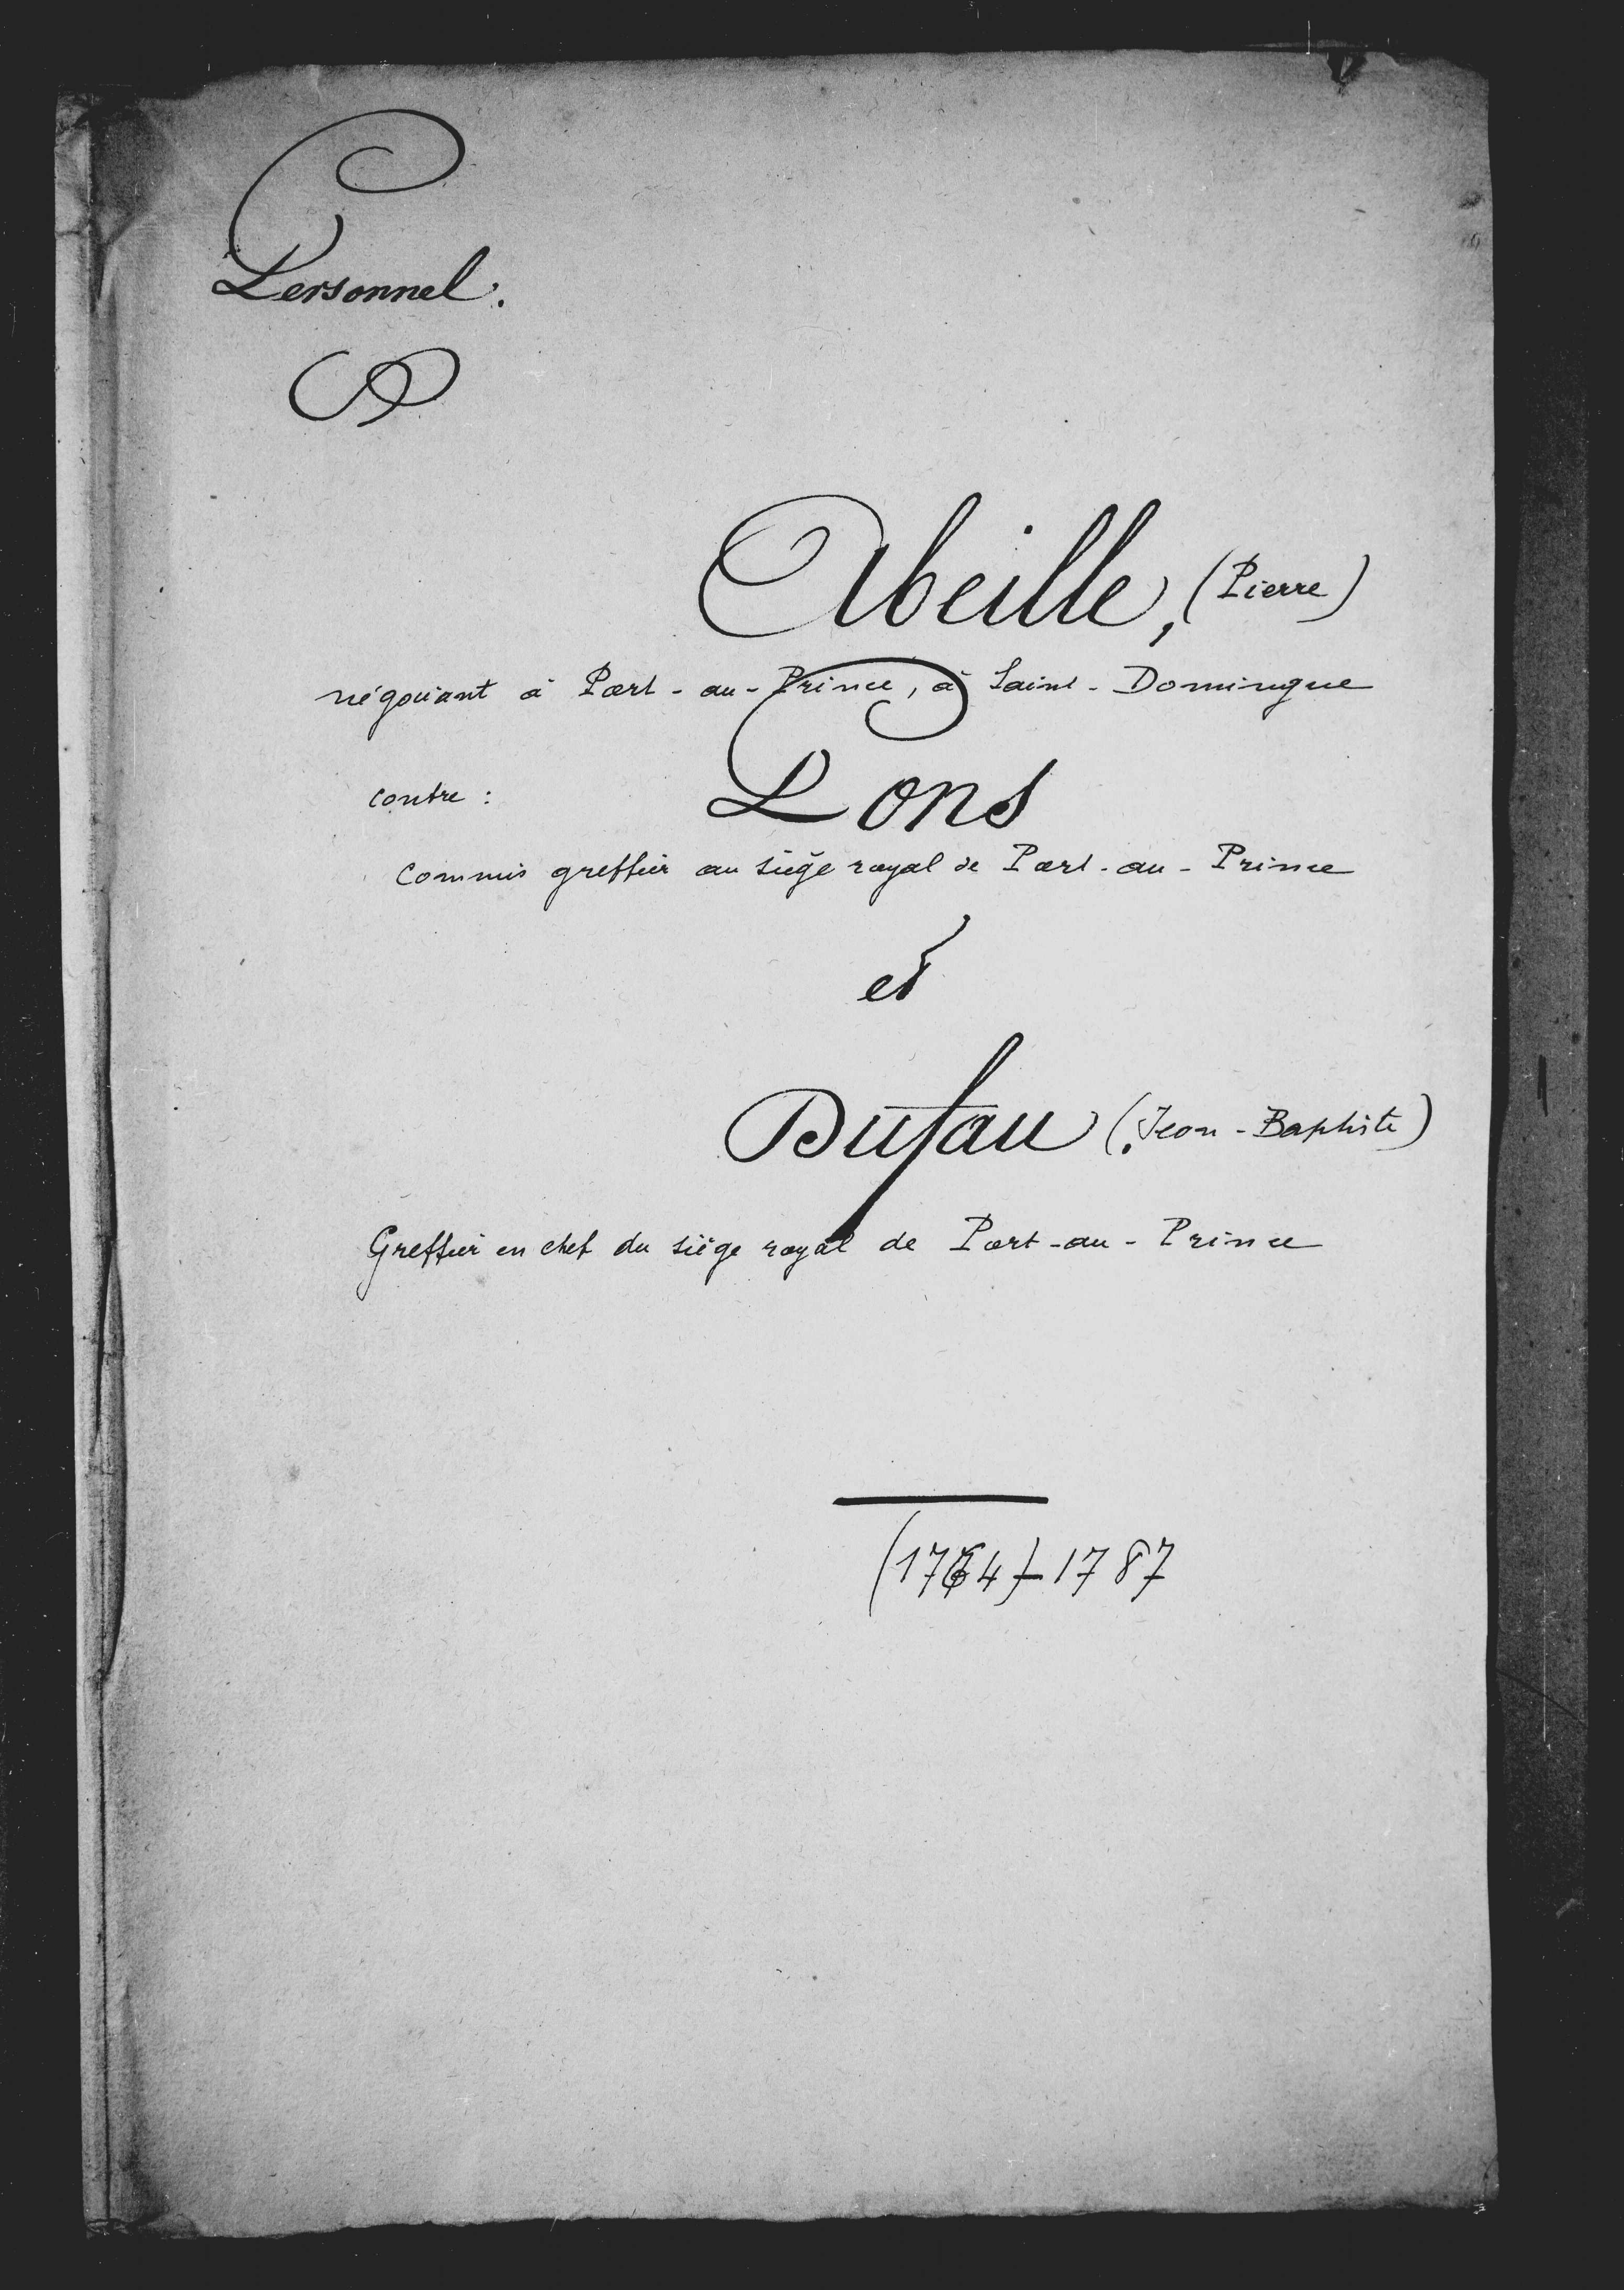 Personnel.
Abeille, (Pierre)
négociant à Port-au-Prince, à Saint-Domingue
contre : Pons
commis greffier au siège royal de Port-au-Prince
et
Dufau (Jean-Baptiste)
Greffier en chef du siège royal de Port-au-Prince
(1764)-1787